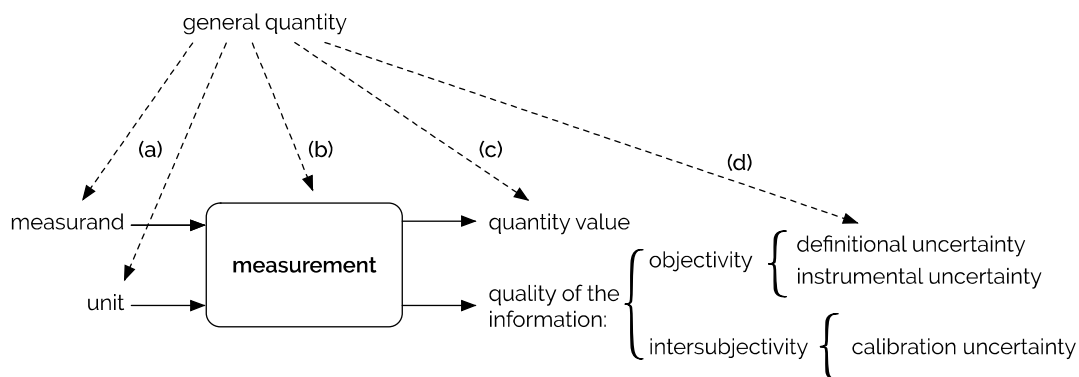 general quantity
(a)
(b)
(c)
(d)
measurand
measurement
quantity value
unit
quality of the
information:
objectivity
definitional uncertainty
instrumental uncertainty
intersubjectivity
calibration uncertainty